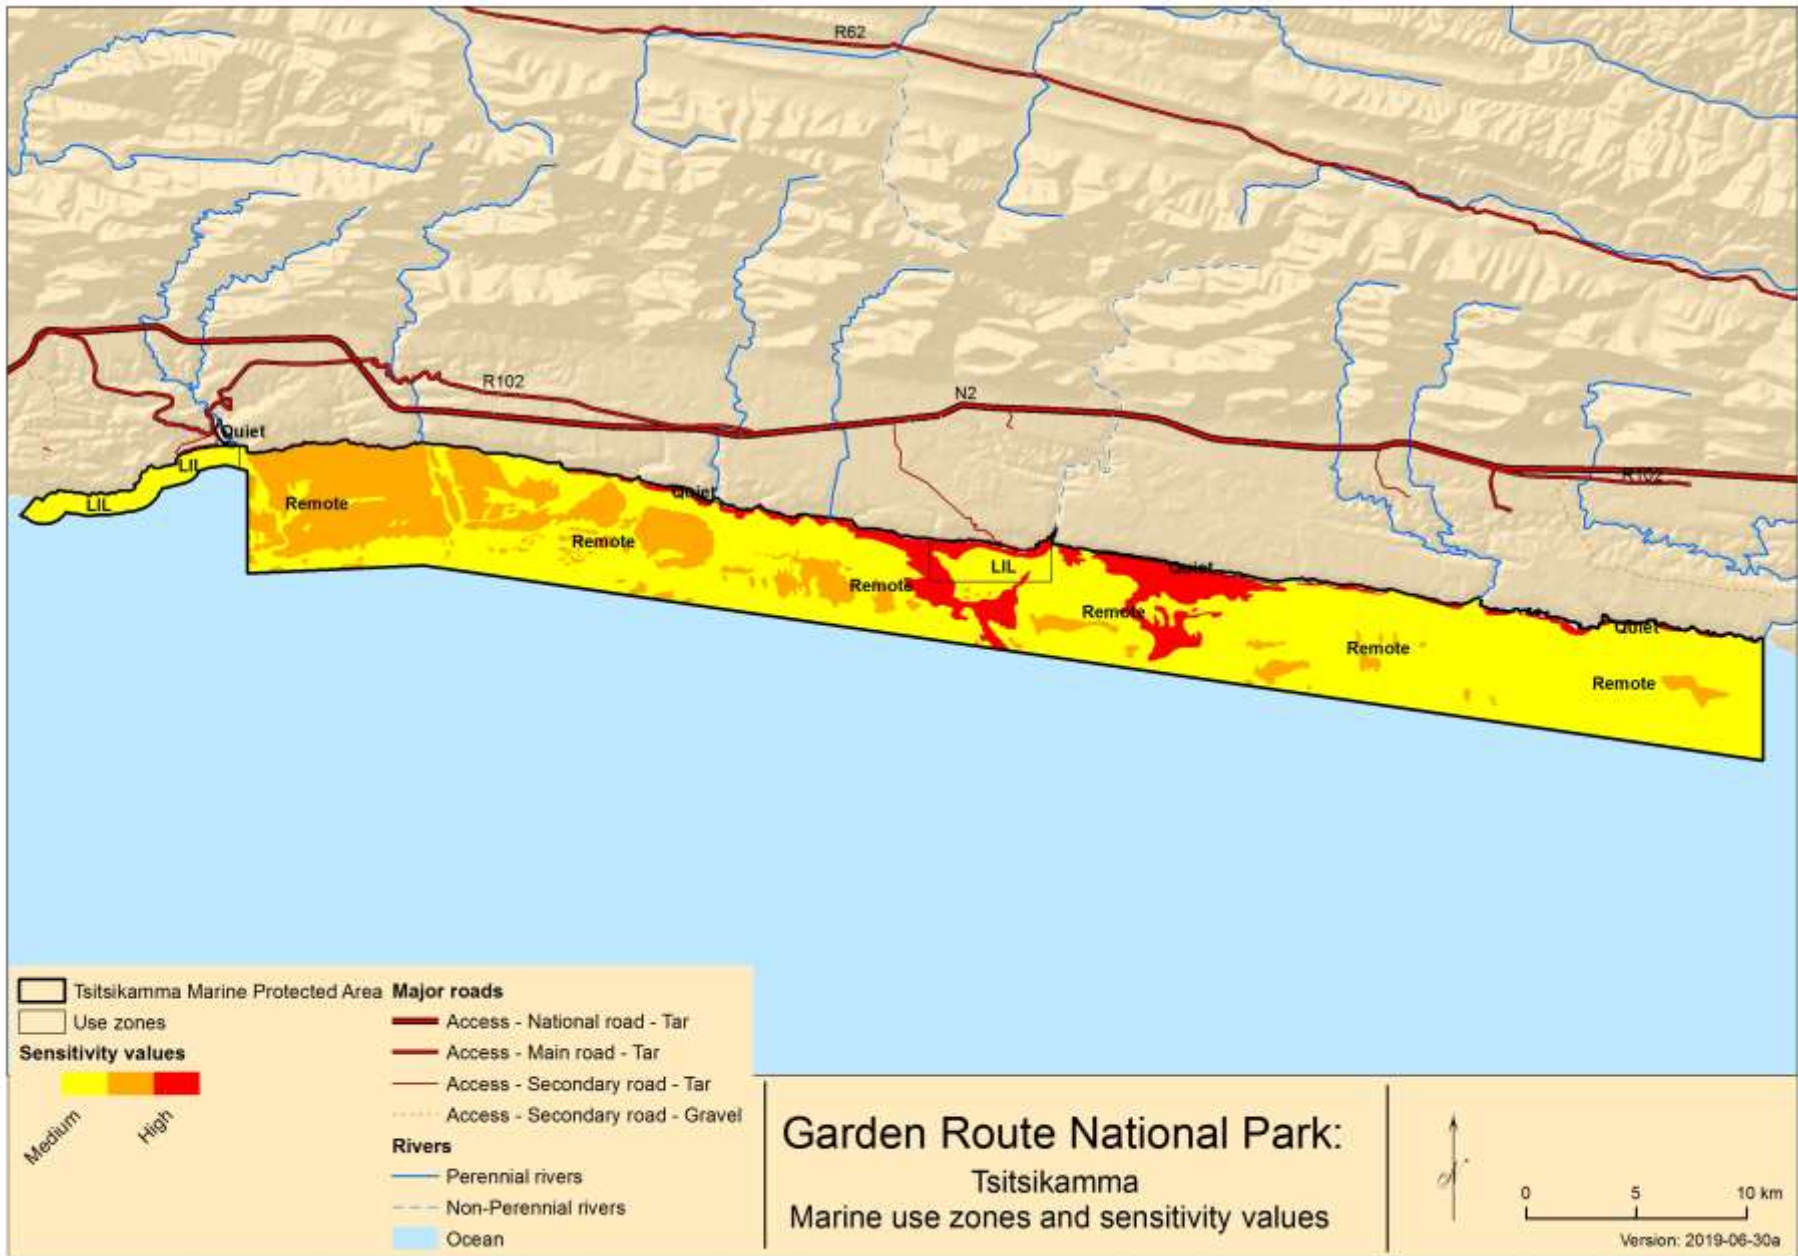 R62
R102
N2
R102
Quiet
LIL
LIL
Remote
Quiet
Remote
Remote
LIL
Quiet
Remote
Remote
Quiet
Remote
Tsitsikamma Marine Protected Area
Use zones
Sensitivity values
Medium
High
Major roads
Access - National road - Tar
Access - Main road - Tar
Access - Secondary road - Tar
Access - Secondary road - Gravel
Rivers
Perennial rivers
Non-Perennial rivers
Ocean
Garden Route National Park:
Tsitsikamma
Marine use zones and sensitivity values
N
0 5 10 km
Version: 2019-06-30a